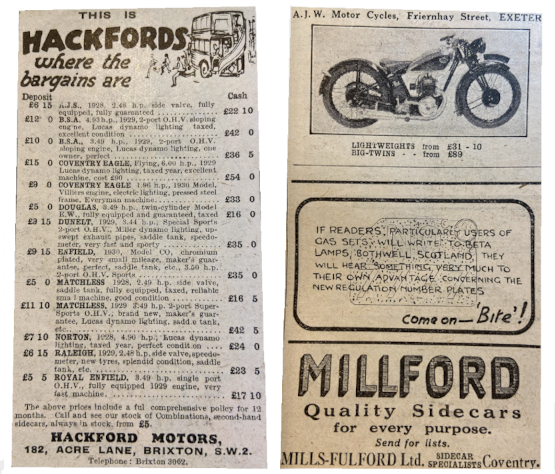 THIS IS
HACKFORDS
where the
bargains are
Deposit Cash
£6 15 A.J.S., 1928, 2.48 h.p. side valve, fully
equipped, fully guaranteed £22 10
£12 0 B.S.A. 4.93 h.p., 1929, 2-port O.H.V. sloping
engine, Lucas dynamo lighting taxed,
excellent condition £42 0
£10 0 B.S.A., 3.49 h.p., 1929, 2-port O.H.V.
sloping engine, Lucas dynamo lighting, one
owner, perfect £36 5
£15 0 COVENTRY EAGLE, Flying, 6.00 h.p., 1929
Lucas dynamo lighting, taxed year, excellent
machine, cost £90 £54 0
£9 0 COVENTRY EAGLE 1.96 h.p., 1930 Model,
Villiers engine, electric lighting, pressed steel
frame, Everyman machine £33 0
£5 0 DOUGLAS, 3.49 h.p., twin-cylinder Model
E.W., fully equipped and guaranteed, taxed £16 0
£9 15 DUNELT, 1929, 3.44 h.p., Special Sports
2-port O.H.V., Miller dynamo lighting, up-
swept exhaust pipes, saddle tank, speedo-
meter, very fast and sporty £35 0
£9 15 ENFIELD, 1930, Model CO, chromium
plated, very small mileage, maker's guar-
antee, perfect, saddle tank, etc., 3.50 h.p.
2-port O.H.V. Sports £35 0
£5 0 MATCHLESS 1928, 2.49 h.p. side valve,
saddle tank, fully equipped, taxed, reliable
small machine, good condition £16 5
£11 10 MATCHLESS, 1929 3.49 h.p. 2-port Super-
Sports O.H.V., brand new, maker's guar-
antee, Lucas dynamo lighting, saddle tank,
etc. £42 5
£7 10 NORTON, 1928, 4.90 h.p., Lucas dynamo
lighting, taxed year, perfect condition £24 0
£6 15 RALEIGH, 1929, 2.48 h.p. side valve, speedo-
meter, new tyres, splendid condition, saddle
tank, etc. £23 5
£5 5 ROYAL ENFIELD, 3.49 h.p., single port
O.H.V., fully equipped 1929 engine, very
fast machine £17 10
The above prices include a full comprehensive policy for 12
months. Call and see our stock of Combinations, second-hand
sidecars, always in stock, from £5.
HACKFORD MOTORS,
182, ACRE LANE, BRIXTON, S.W.2.
Telephone: Brixton 3062.
A.J.W. Motor Cycles, Friernhay Street, EXETER
LIGHTWEIGHTS from £31 - 10
BIG-TWINS - - from £89
IF READERS, PARTICULARLY USERS OF
GAS SETS, WILL WRITE TO BETA
LAMPS, BOTHWELL, SCOTLAND, THEY
WILL HEAR SOMETHING VERY MUCH TO
THEIR OWN ADVANTAGE CONCERNING THE
NEW REGULATION NUMBER PLATES
come on — Bite'!
MILLFORD
Quality Sidecars
for every purpose.
Send for lists.
MILLS-FULFORD Ltd. SIDECAR SPECIALISTS Coventry.